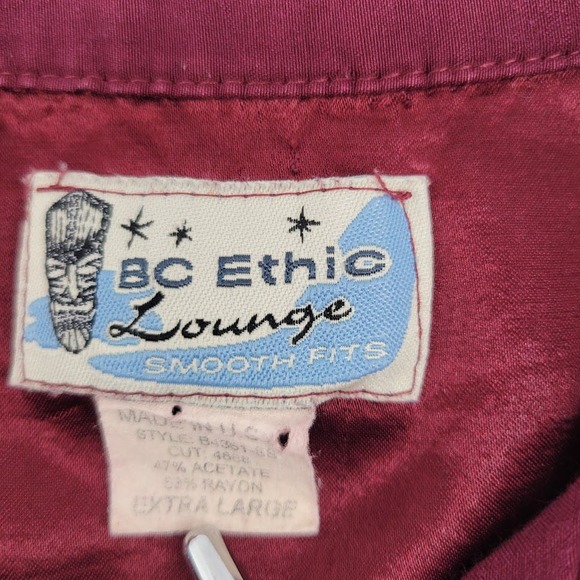 BC Ethic
Lounge
SMOOTH FITS
MADE IN U.S.
STYLE:
CUT:
47% ACETATE
53% RAYON
EXTRA LARGE